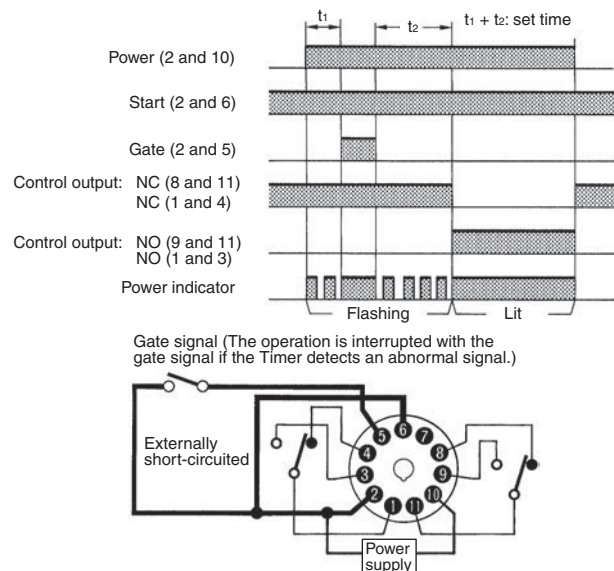 t1
t2
t1 + t2: set time
Power (2 and 10)
Start (2 and 6)
Gate (2 and 5)
Control output: NC (8 and 11)
NC (1 and 4)
Control output: NO (9 and 11)
NO (1 and 3)
Power indicator
Flashing
Lit
Gate signal (The operation is interrupted with the
gate signal if the Timer detects an abnormal signal.)
Externally
short-circuited
5 6 7
4 8
3 9
2 10
1 11
Power
supply